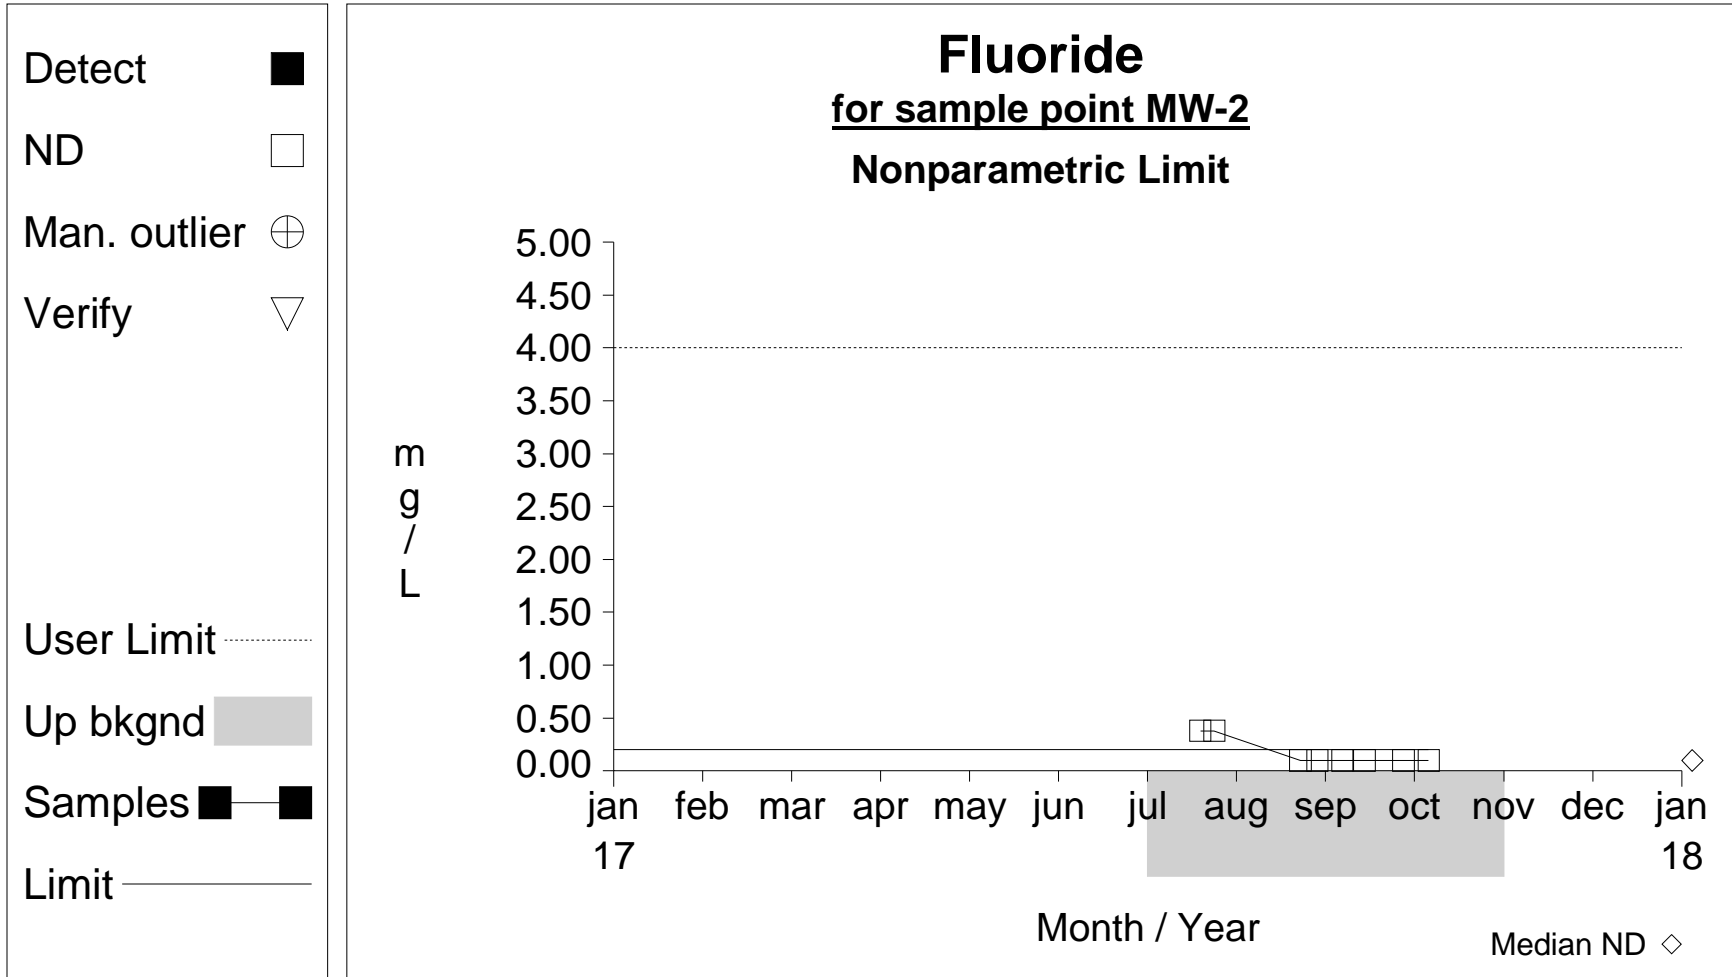 Detect
ND
Man. outlier
Verify
User Limit
Up bkgnd
Samples
Limit
Fluoride
for sample point MW-2
Nonparametric Limit
5.00
4.50
4.00
3.50
3.00
2.50
2.00
1.50
1.00
0.50
0.00
m
g
/
L
jan feb mar apr may jun jul aug sep oct nov dec jan
17 18
Month / Year
Median ND